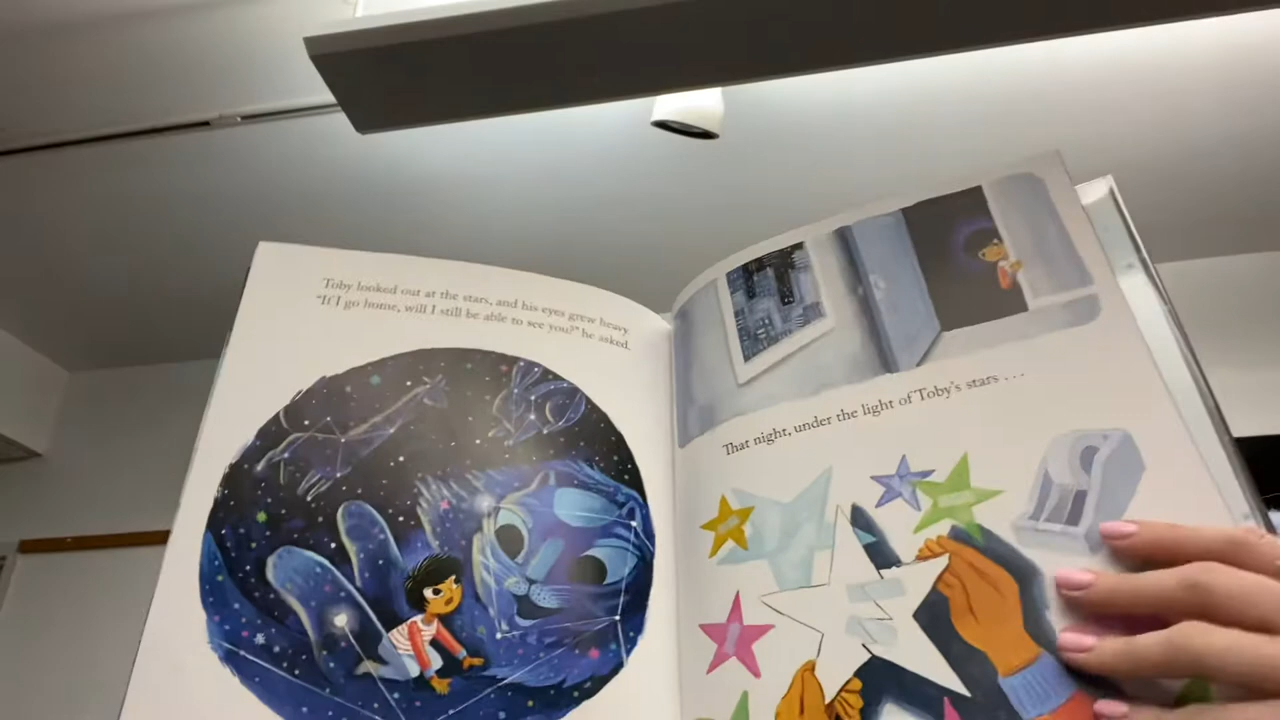 Toby looked out at the stars, and his eyes grew heavy
"If I go home, will I still be able to see you?" he asked.
That night, under the light of Toby's stars . . .